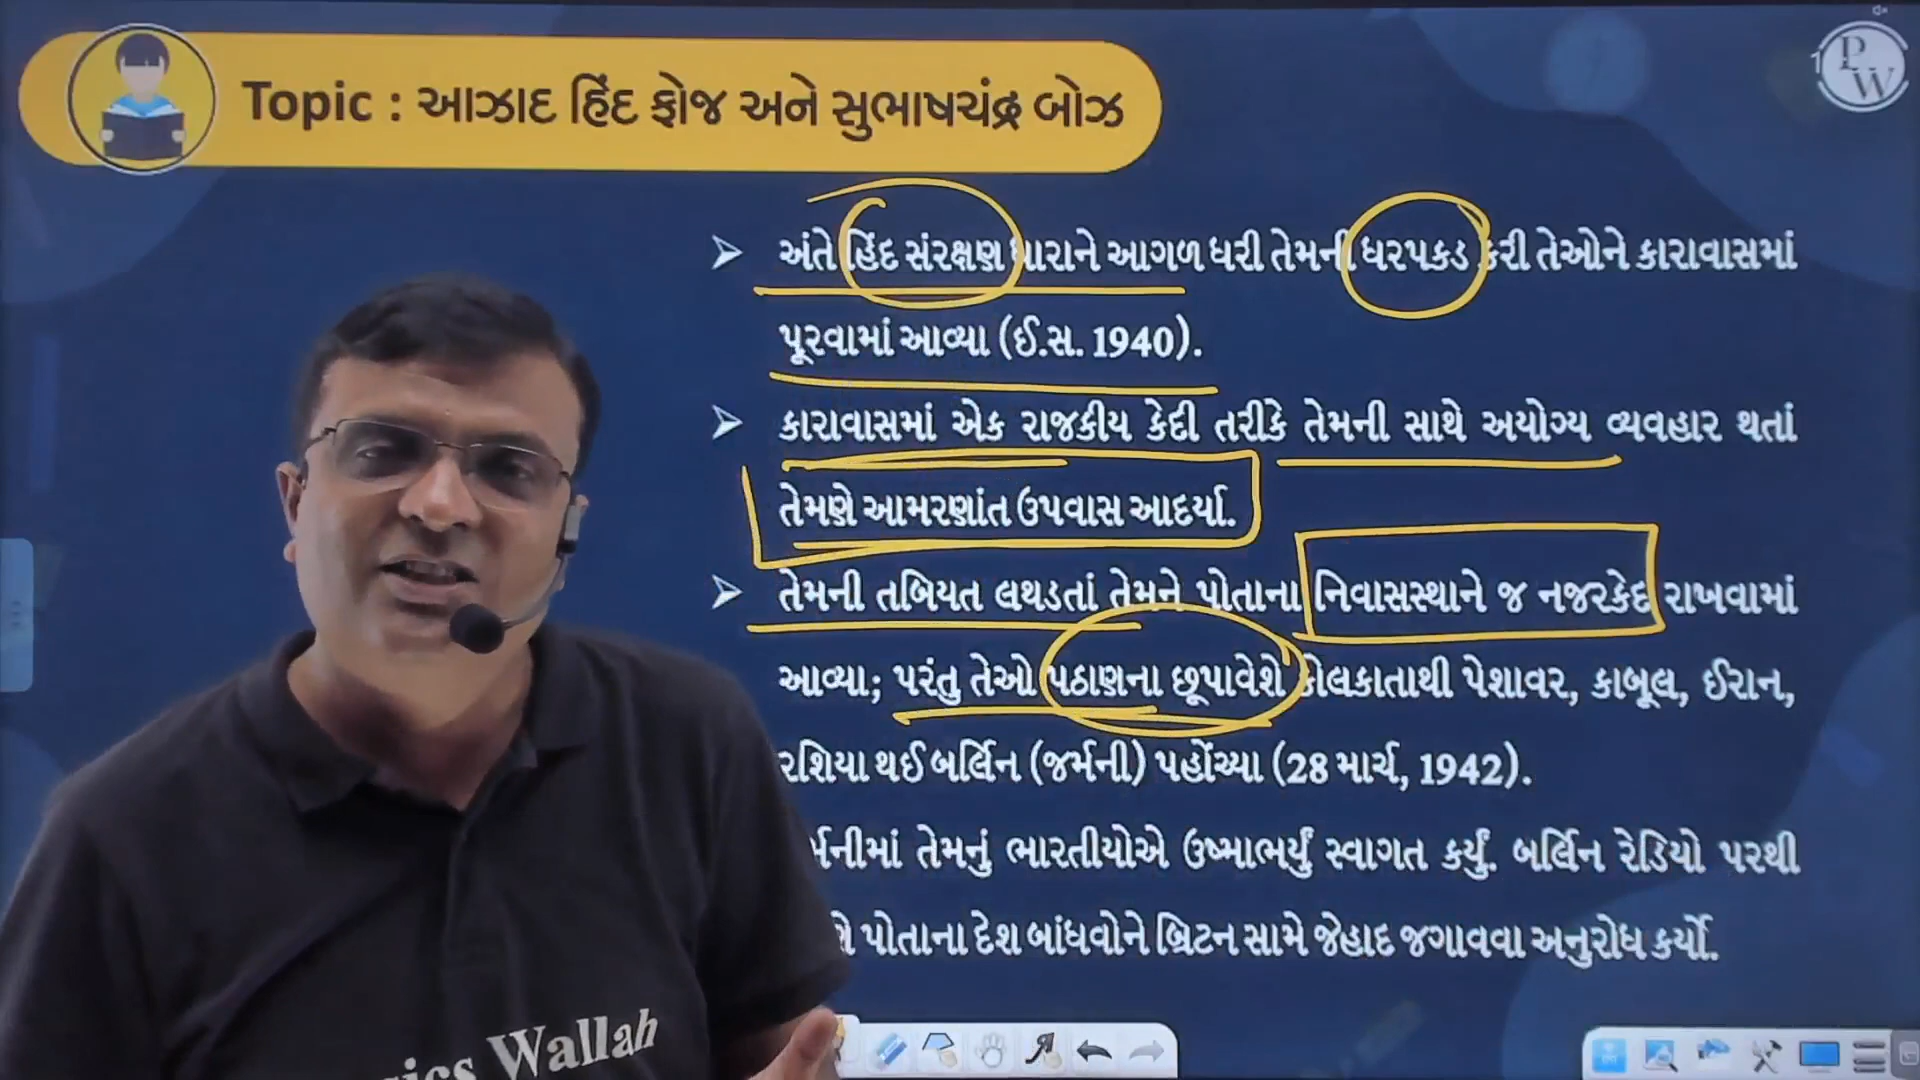 Topic : આઝાદ હિંદ ફોજ અને સુભાષચંદ્ર બોઝ
PW
અંતે હિંદ સંરક્ષણ ધારાને આગળ ધરી તેમની ધરપકડ કરી તેઓને કારાવાસમાં
પૂરવામાં આવ્યા (ઈ.સ. 1940).
કારાવાસમાં એક રાજકીય કેદી તરીકે તેમની સાથે અયોગ્ય વ્યવહાર થતાં
તેમણે આમરણાંત ઉપવાસ આદર્યા.
તેમની તબિયત લથડતાં તેમને પોતાના નિવાસસ્થાને જ નજરકેદ રાખવામાં
આવ્યા; પરંતુ તેઓ પઠાણના છૂપાવેશે કોલકાતાથી પેશાવર, કાબૂલ, ઈરાન,
રશિયા થઈ બર્લિન (જર્મની) પહોંચ્યા (28 માર્ચ, 1942).
તેમનું ભારતીયોએ ઉષ્માભર્યું સ્વાગત કર્યું. બર્લિન રેડિયો પરથી
પોતાના દેશ બાંધવોને બ્રિટન સામે જેહાદ જગાવવા અનુરોધ કર્યો.
Wallah